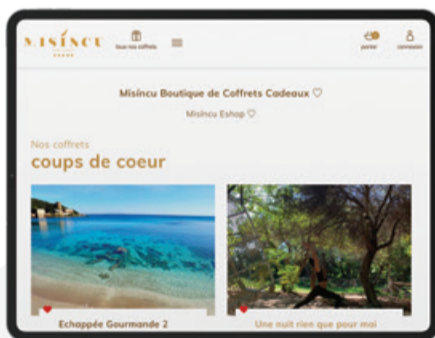 MISÍNCU
tous nos coffrets
panier
connexion
Misíncu Boutique de Coffrets Cadeaux ♡
Misíncu Eshop ♡
Nos coffrets
coups de coeur
Echappée Gourmande 2
Une nuit rien que pour moi